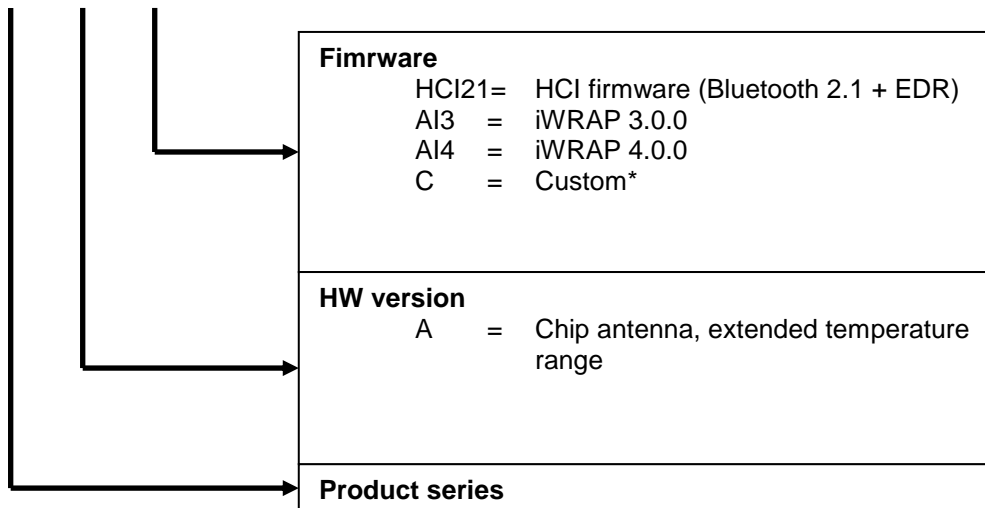 Fimrware
HCI21= HCI firmware (Bluetooth 2.1 + EDR)
AI3 = iWRAP 3.0.0
AI4 = iWRAP 4.0.0
C = Custom*
HW version
A = Chip antenna, extended temperature
range
Product series